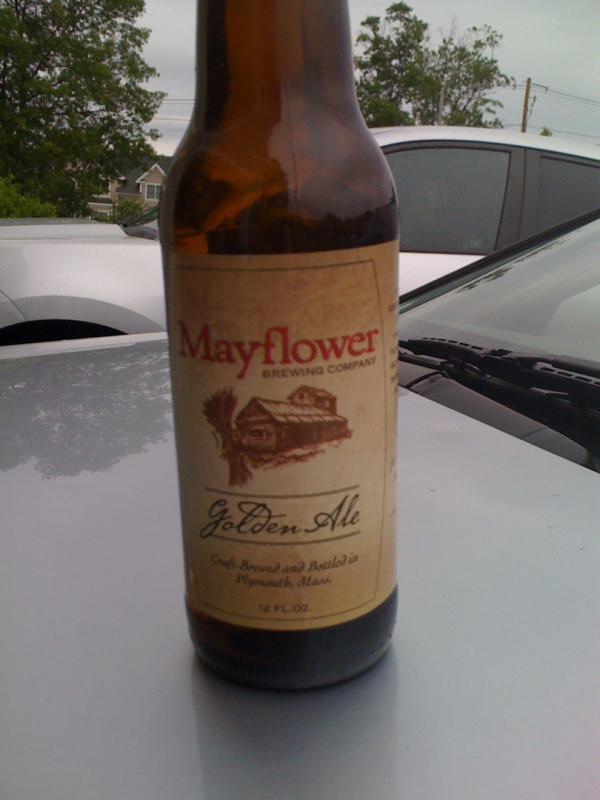 Mayflower
BREWING COMPANY
Golden Ale
Craft-Brewed and Bottled in
Plymouth, Mass.
12 FL. OZ.